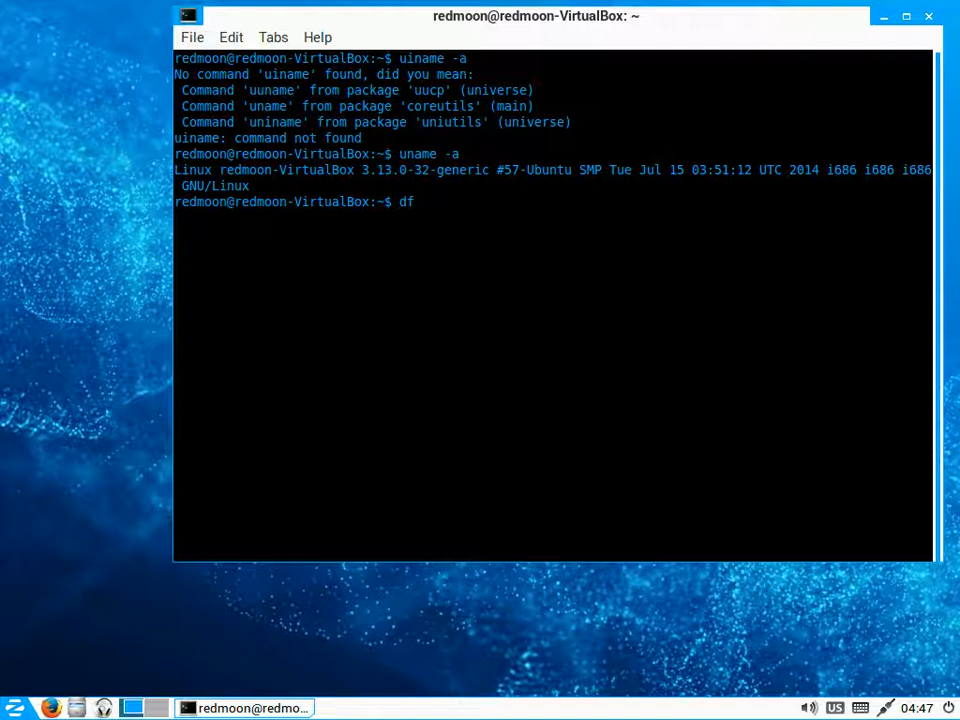 redmoon@redmoon-VirtualBox: ~
File Edit Tabs Help
redmoon@redmoon-VirtualBox:~$ uiname -a
No command 'uiname' found, did you mean:
 Command 'uuname' from package 'uucp' (universe)
 Command 'uname' from package 'coreutils' (main)
 Command 'uniname' from package 'uniutils' (universe)
uiname: command not found
redmoon@redmoon-VirtualBox:~$ uname -a
Linux redmoon-VirtualBox 3.13.0-32-generic #57-Ubuntu SMP Tue Jul 15 03:51:12 UTC 2014 i686 i686 i686
 GNU/Linux
redmoon@redmoon-VirtualBox:~$ df
redmoon@redmo... US 04:47